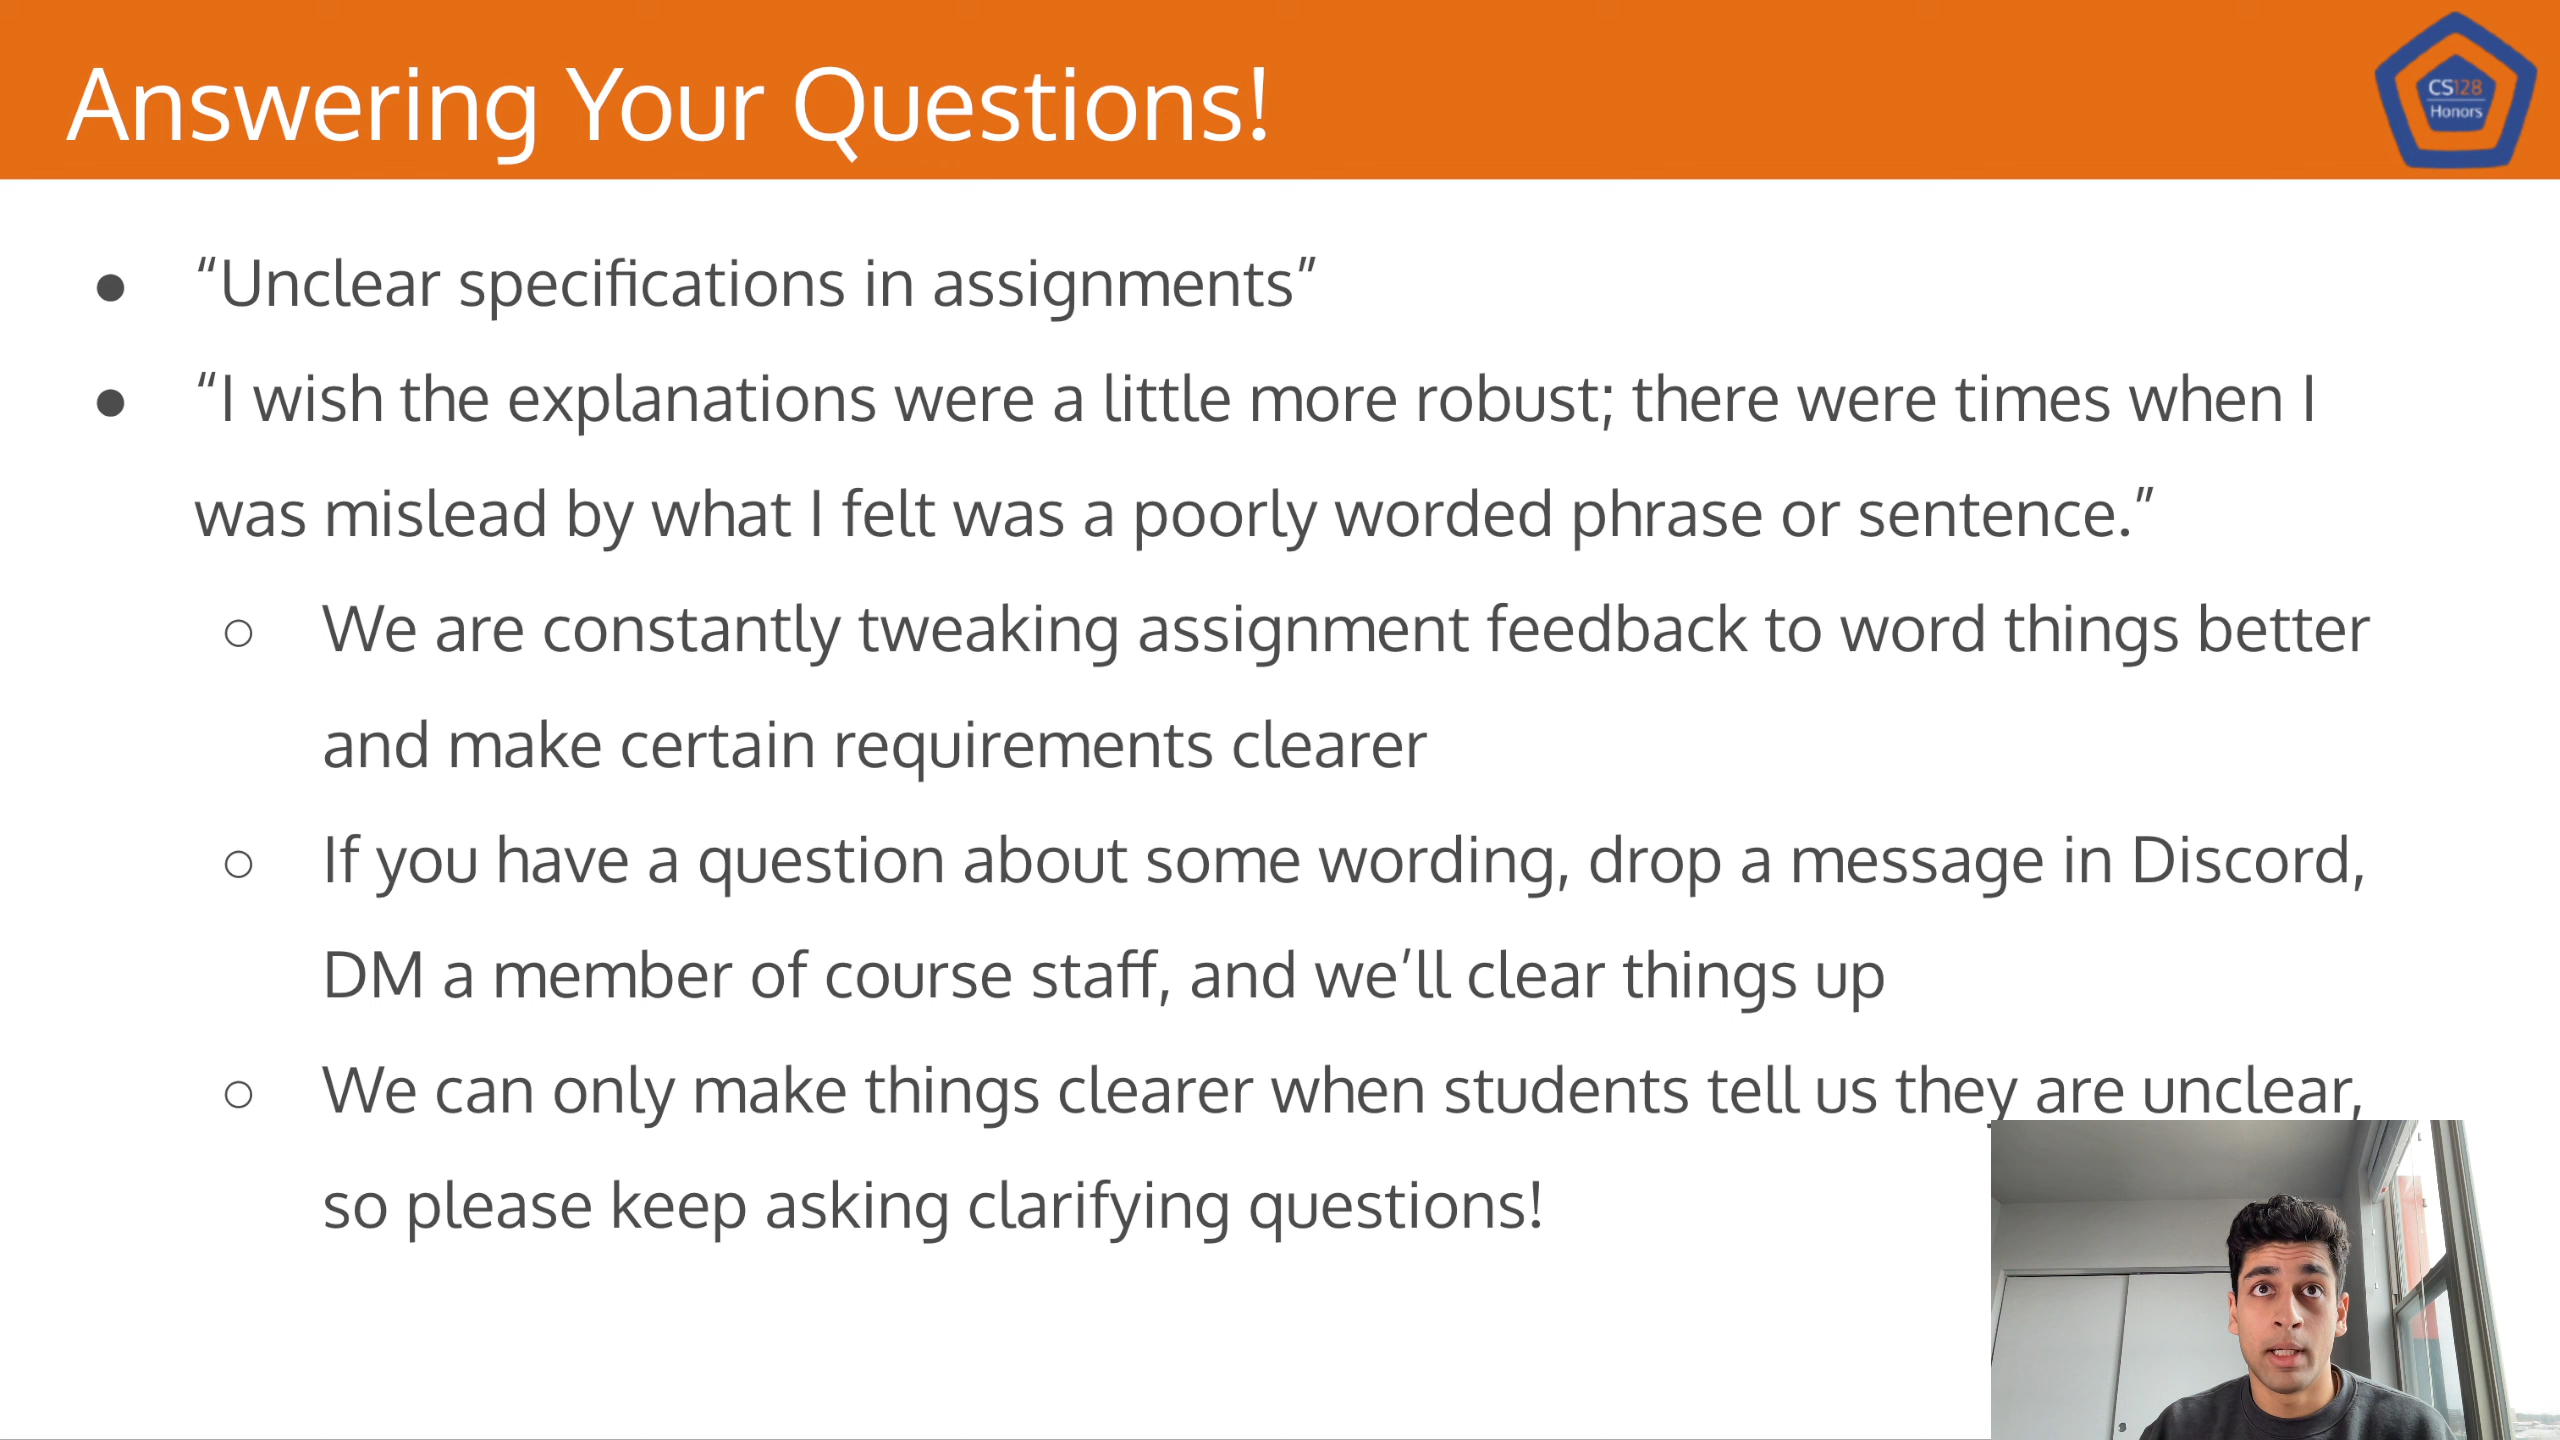 Answering Your Questions!
CS128
Honors
● “Unclear specifications in assignments”
● “I wish the explanations were a little more robust; there were times when I
was mislead by what I felt was a poorly worded phrase or sentence.”
○ We are constantly tweaking assignment feedback to word things better
and make certain requirements clearer
○ If you have a question about some wording, drop a message in Discord,
DM a member of course staff, and we’ll clear things up
○ We can only make things clearer when students tell us they are unclear,
so please keep asking clarifying questions!